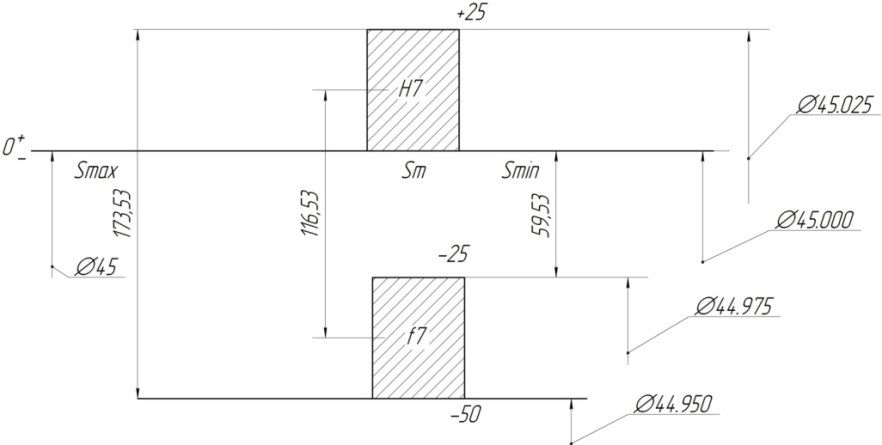 +25
H7
Ø45.025
0 + −
Smax
Sm
Smin
173,53
116,53
59,53
Ø45.000
Ø45
−25
Ø44.975
f7
−50
Ø44.950